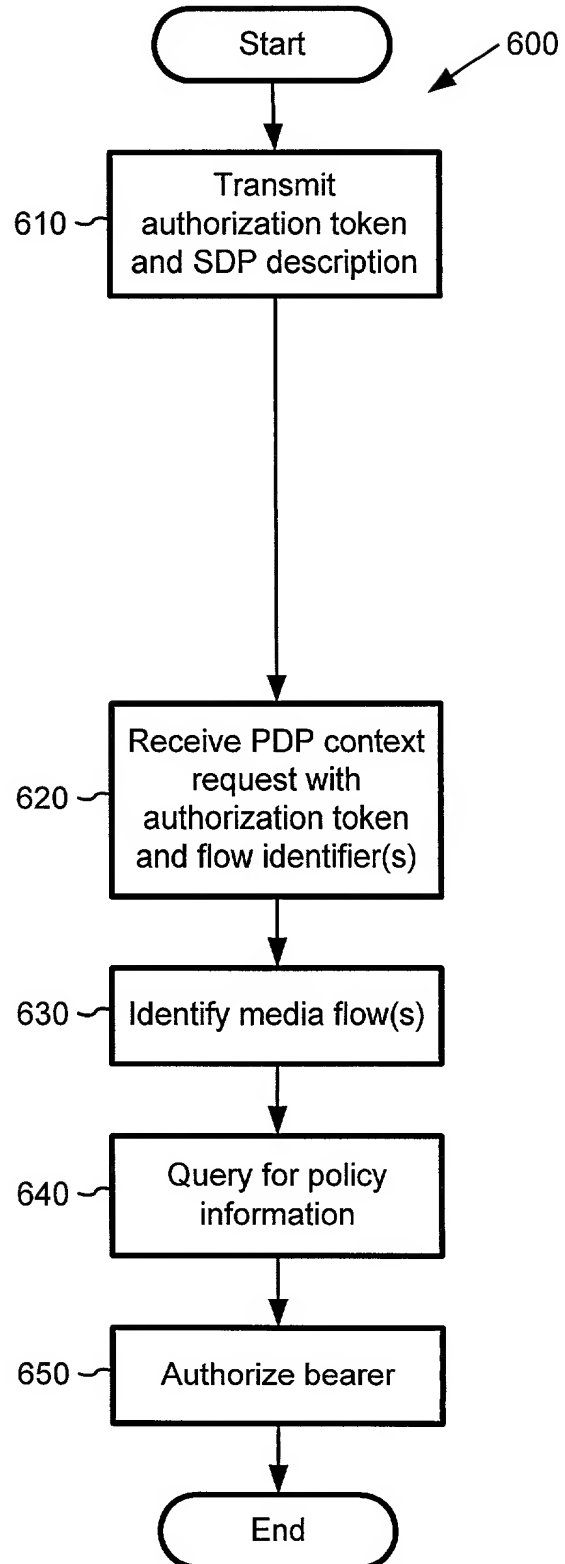 Start
600
610
Transmit
authorization token
and SDP description
620
Receive PDP context
request with
authorization token
and flow identifier(s)
630
Identify media flow(s)
640
Query for policy
information
650
Authorize bearer
End